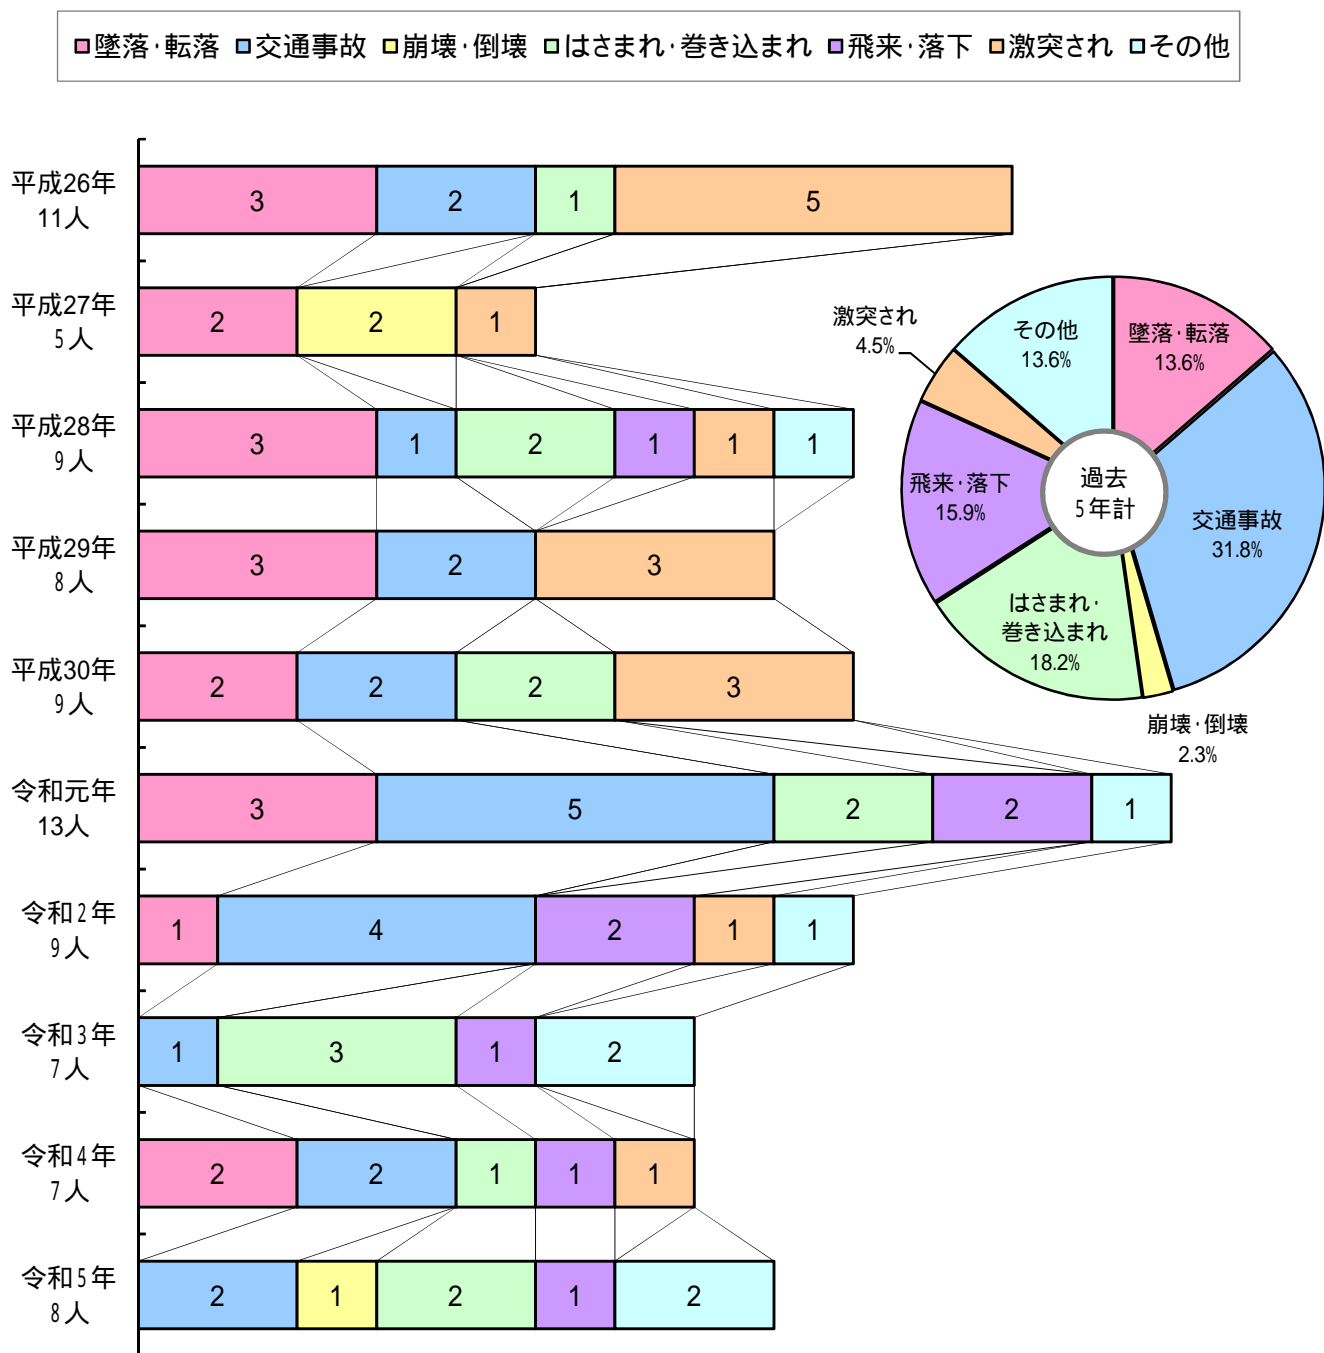 墜落・転落 交通事故 崩壊・倒壊 はさまれ・巻き込まれ 飛来・落下 激突され その他
平成26年
11人
3 2 1 5
平成27年
5人
2 2 1
平成28年
9人
3 1 2 1 1 1
平成29年
8人
3 2 3
平成30年
9人
2 2 2 3
令和元年
13人
3 5 2 2 1
令和2年
9人
1 4 2 1 1
令和3年
7人
1 3 1 2
令和4年
7人
2 2 1 1 1
令和5年
8人
2 1 2 1 2
過去
5年計
墜落・転落
13.6%
交通事故
31.8%
崩壊・倒壊
2.3%
はさまれ・
巻き込まれ
18.2%
飛来・落下
15.9%
激突され
4.5%
その他
13.6%